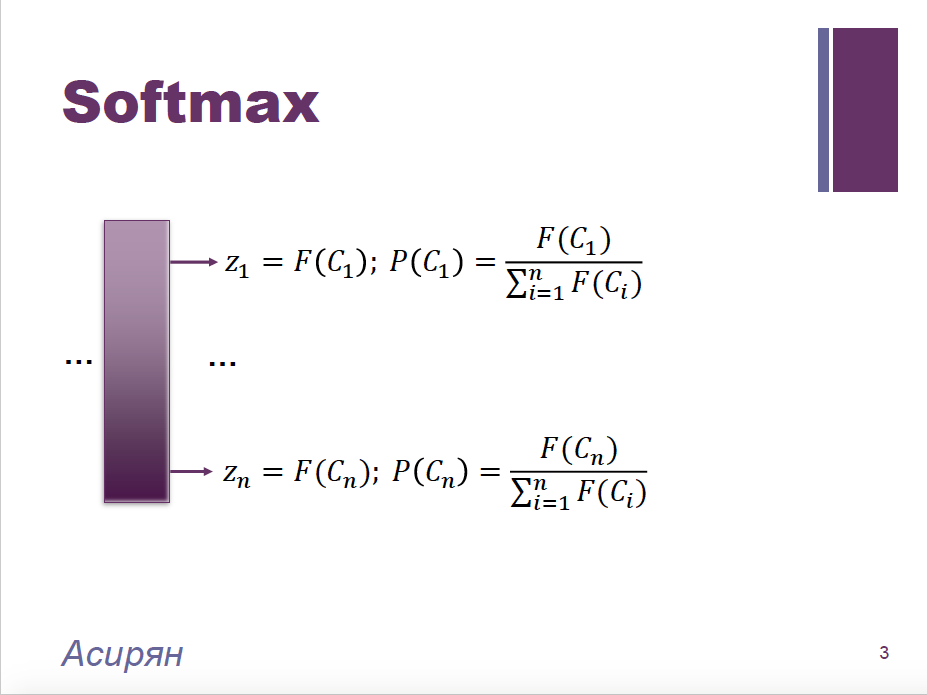 Softmax
z₁ = F(C₁); P(C₁) = F(C₁) / ∑ⁿᵢ₌₁ F(Cᵢ)
... ...
zₙ = F(Cₙ); P(Cₙ) = F(Cₙ) / ∑ⁿᵢ₌₁ F(Cᵢ)
Асирян
3